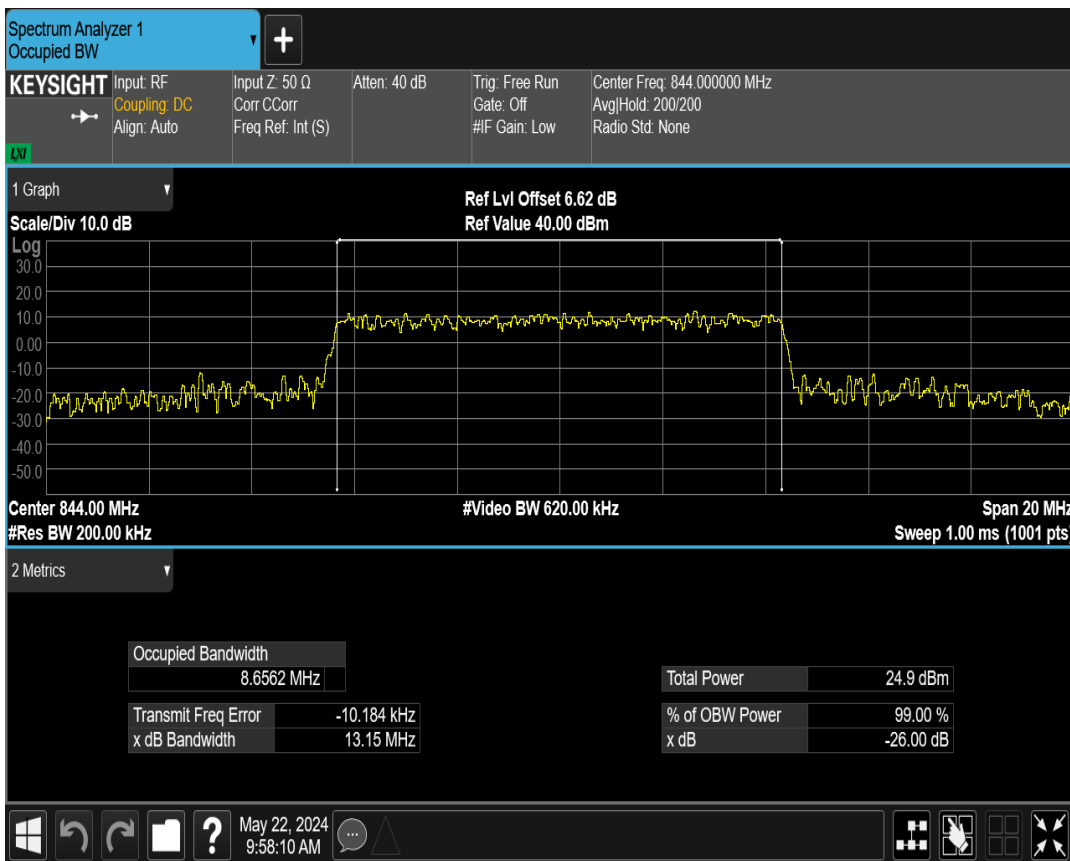 Spectrum Analyzer 1
Occupied BW
KEYSIGHT
LXI
Input: RF
Coupling: DC
Align: Auto
Input Z: 50 Ω
Corr CCorr
Freq Ref: Int (S)
Atten: 40 dB
Trig: Free Run
Gate: Off
#IF Gain: Low
Center Freq: 844.000000 MHz
Avg|Hold: 200/200
Radio Std: None
1 Graph
Ref Lvl Offset 6.62 dB
Scale/Div 10.0 dB
Ref Value 40.00 dBm
Log
30.0
20.0
10.0
0.00
-10.0
-20.0
-30.0
-40.0
-50.0
Center 844.00 MHz
#Video BW 620.00 kHz
Span 20 MHz
#Res BW 200.00 kHz
Sweep 1.00 ms (1001 pts)
2 Metrics
Occupied Bandwidth
8.6562 MHz
Total Power 24.9 dBm
Transmit Freq Error -10.184 kHz
% of OBW Power 99.00 %
x dB Bandwidth 13.15 MHz
x dB -26.00 dB
?
May 22, 2024
9:58:10 AM